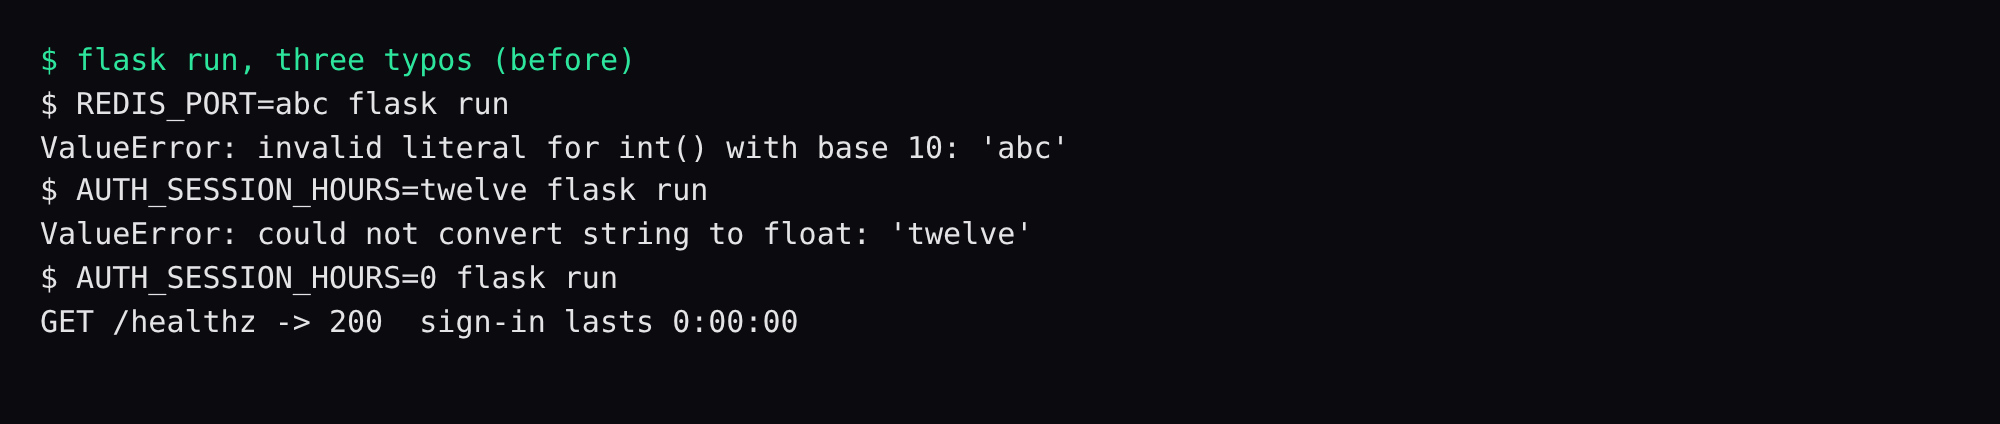 $ flask run, three typos (before)
$ REDIS_PORT=abc flask run
ValueError: invalid literal for int() with base 10: 'abc'
$ AUTH_SESSION_HOURS=twelve flask run
ValueError: could not convert string to float: 'twelve'
$ AUTH_SESSION_HOURS=0 flask run
GET /healthz -> 200  sign-in lasts 0:00:00